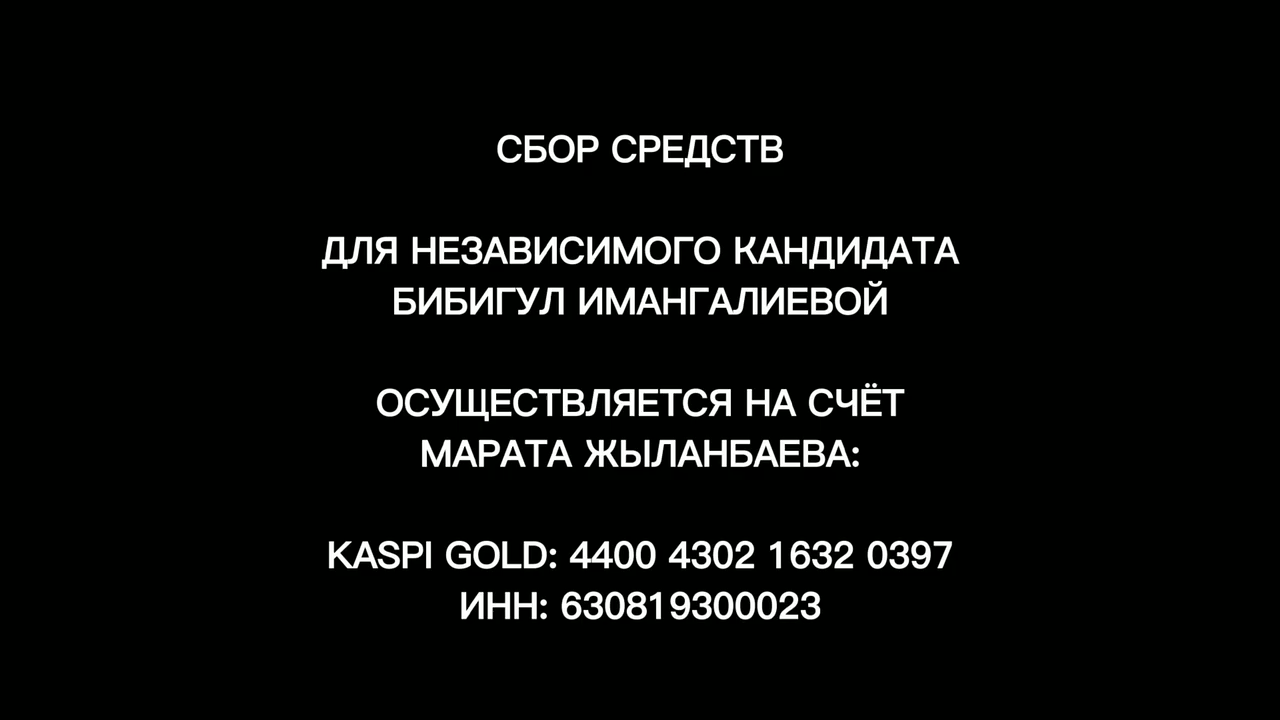 СБОР СРЕДСТВ
ДЛЯ НЕЗАВИСИМОГО КАНДИДАТА
БИБИГУЛ ИМАНГАЛИЕВОЙ
ОСУЩЕСТВЛЯЕТСЯ НА СЧЁТ
МАРАТА ЖЫЛАНБАЕВА:
KASPI GOLD: 4400 4302 1632 0397
ИНН: 630819300023